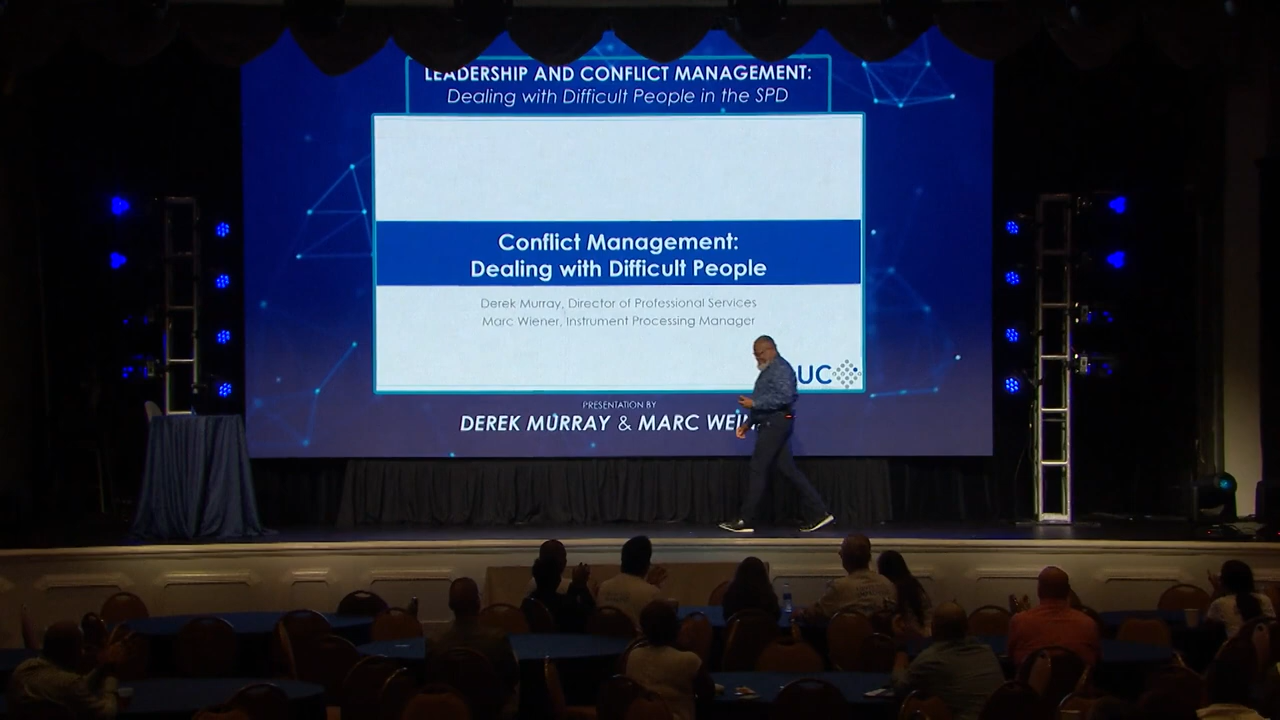 LEADERSHIP AND CONFLICT MANAGEMENT:
Dealing with Difficult People in the SPD
Conflict Management:
Dealing with Difficult People
Derek Murray, Director of Professional Services
Marc Wiener, Instrument Processing Manager
UC
PRESENTATION BY
DEREK MURRAY & MARC WEI